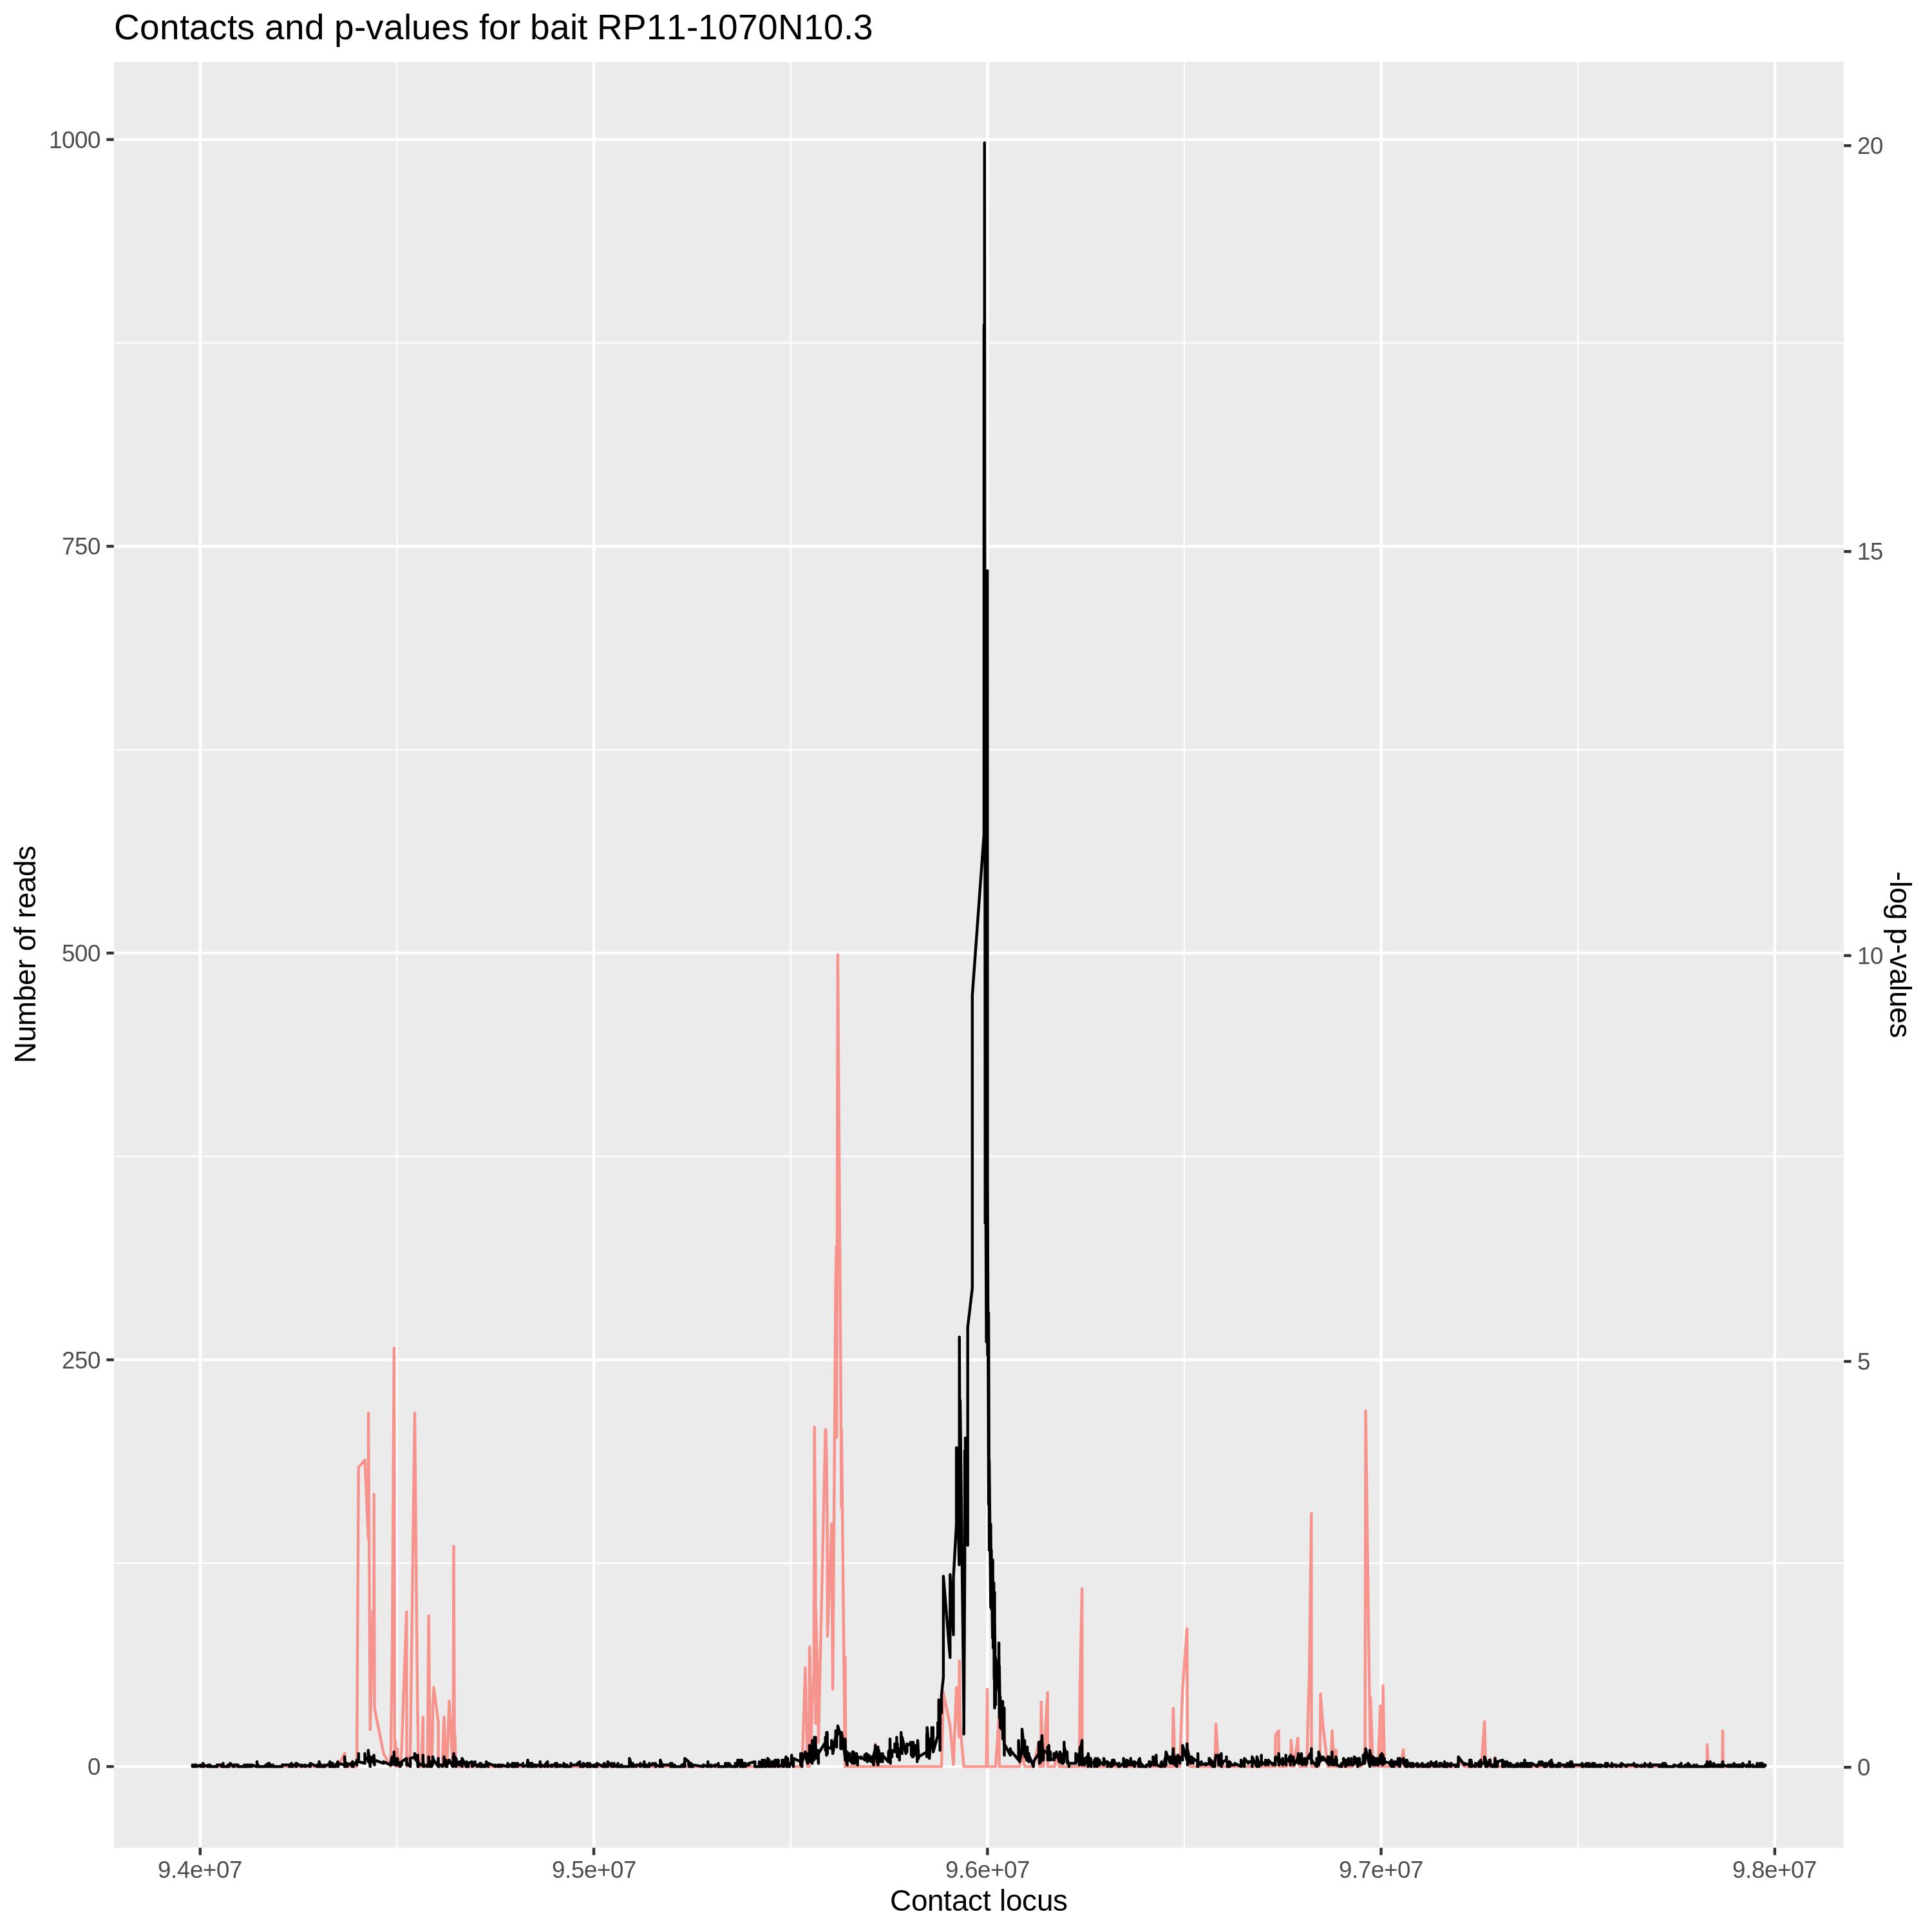 Contacts and p-values for bait RP11-1070N10.3
1000
750
500
250
0
Number of reads
20
15
10
5
0
-log p-values
9.4e+07
9.5e+07
9.6e+07
9.7e+07
9.8e+07
Contact locus